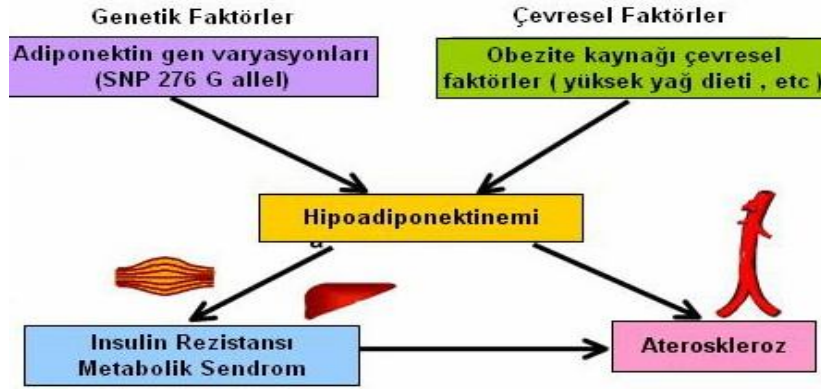 Genetik Faktörler
Çevresel Faktörler
Adiponektin gen varyasyonları
(SNP 276 G allel)
Obezite kaynağı çevresel
faktörler ( yüksek yağ dieti , etc )
Hipoadiponektinemi
Insulin Rezistansı
Metabolik Sendrom
Ateroskleroz